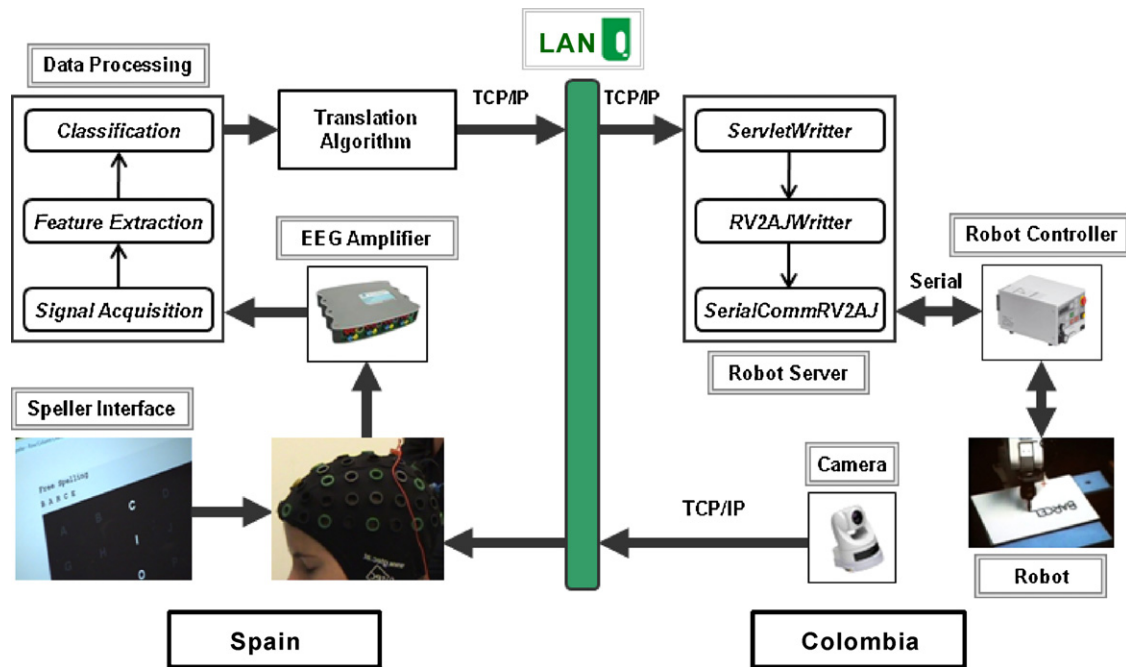 LAN
Data Processing
Classification
Feature Extraction
Signal Acquisition
Translation
Algorithm
TCP/IP
TCP/IP
ServletWritter
RV2AJWritter
SerialCommRV2AJ
Robot Server
EEG Amplifier
Serial
Robot Controller
Speller Interface
Free Spelling
B A R C E
A B C D
G H I J
O P
Camera
TCP/IP
BARCEL
Robot
Spain
Colombia